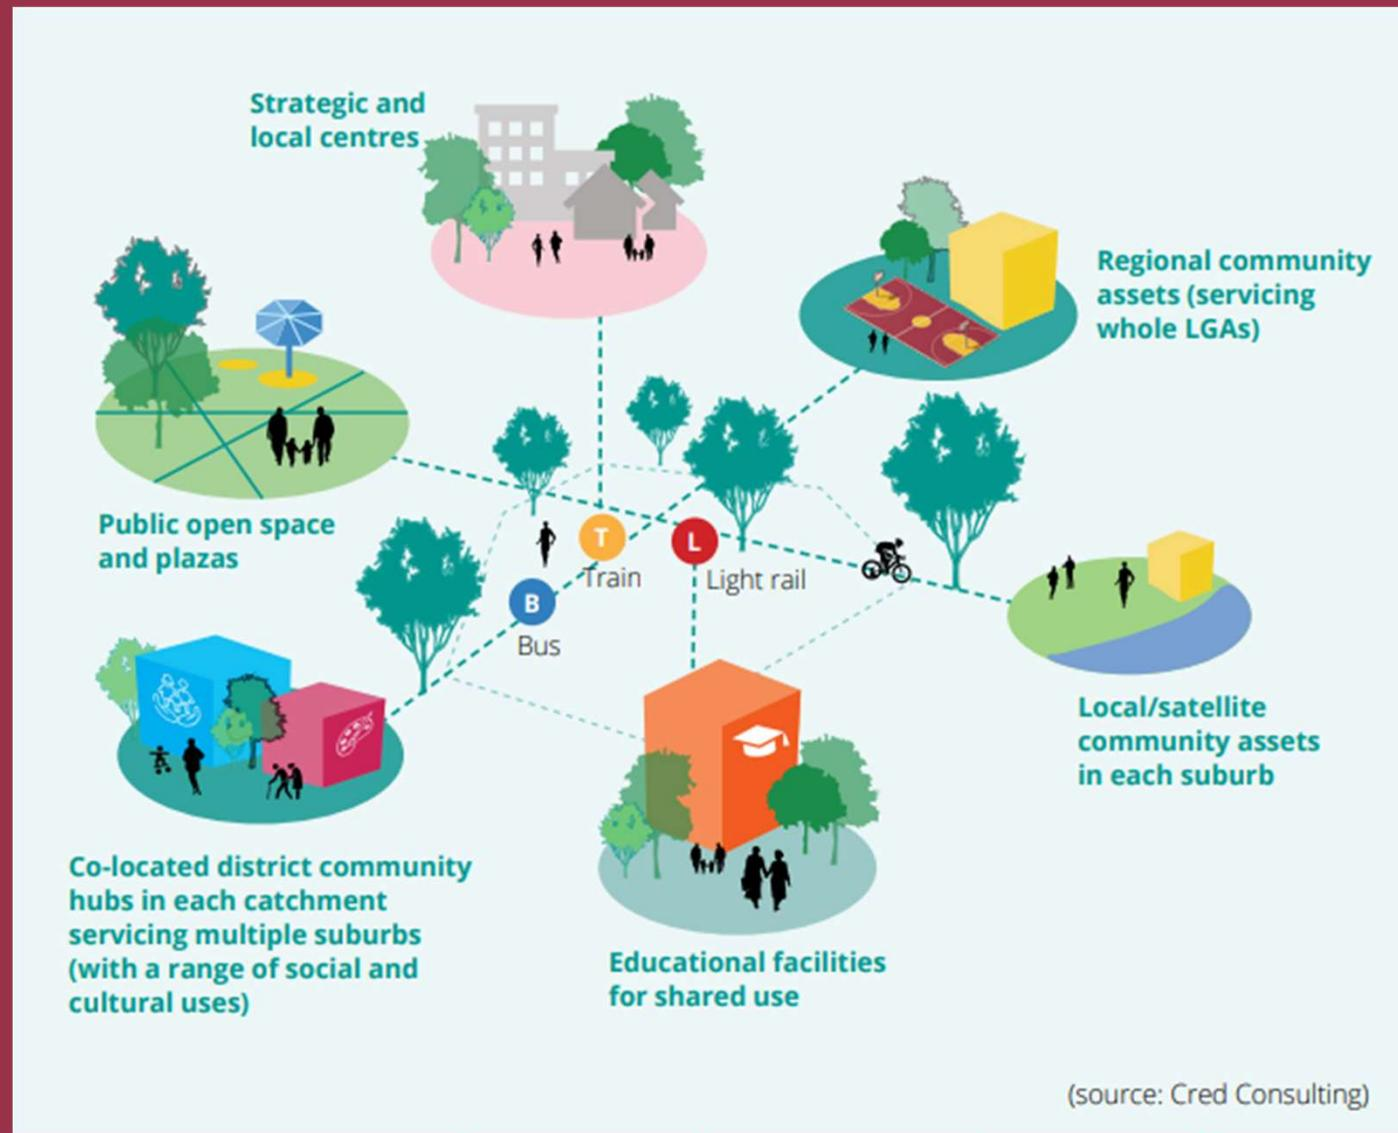 Strategic and
local centres
Regional community
assets (servicing
whole LGAs)
Public open space
and plazas
T
Train
L
Light rail
B
Bus
Local/satellite
community assets
in each suburb
Co-located district community
hubs in each catchment
servicing multiple suburbs
(with a range of social and
cultural uses)
Educational facilities
for shared use
(source: Cred Consulting)